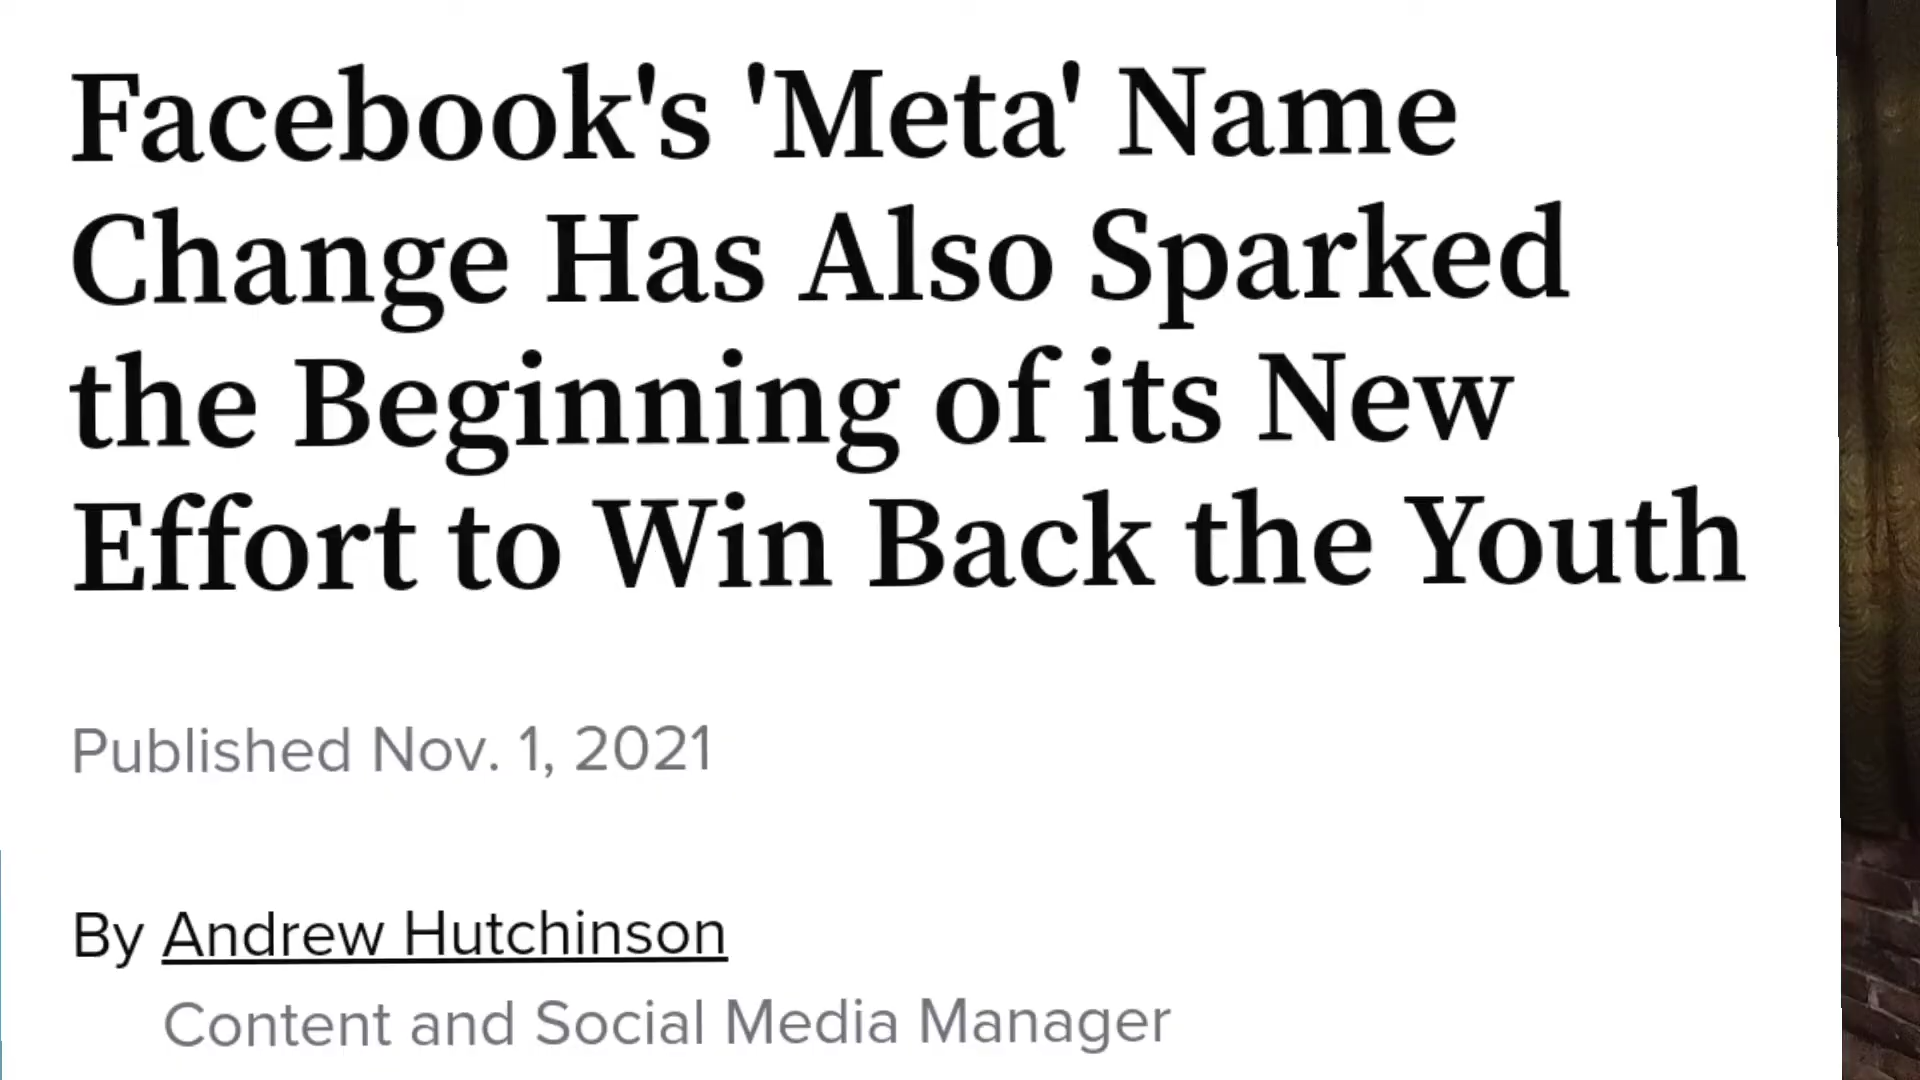 Facebook's 'Meta' Name
Change Has Also Sparked
the Beginning of its New
Effort to Win Back the Youth
Published Nov. 1, 2021
By Andrew Hutchinson
Content and Social Media Manager